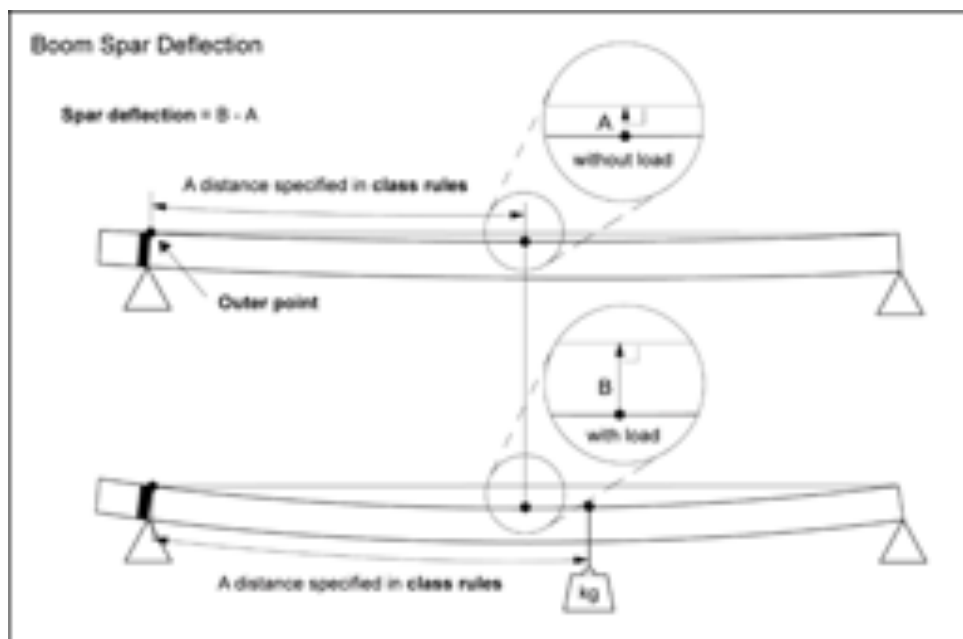 Boom Spar Deflection
Spar deflection = B - A
A
without load
A distance specified in class rules
Outer point
B
with load
A distance specified in class rules
kg